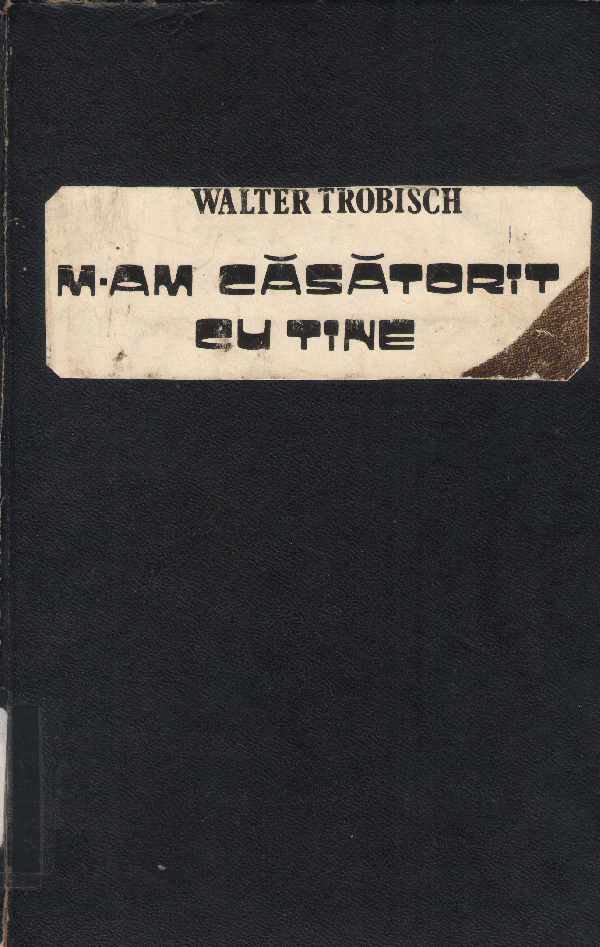 WALTER TROBISCH
M-AM CĂSĂTORIT
CU TINE